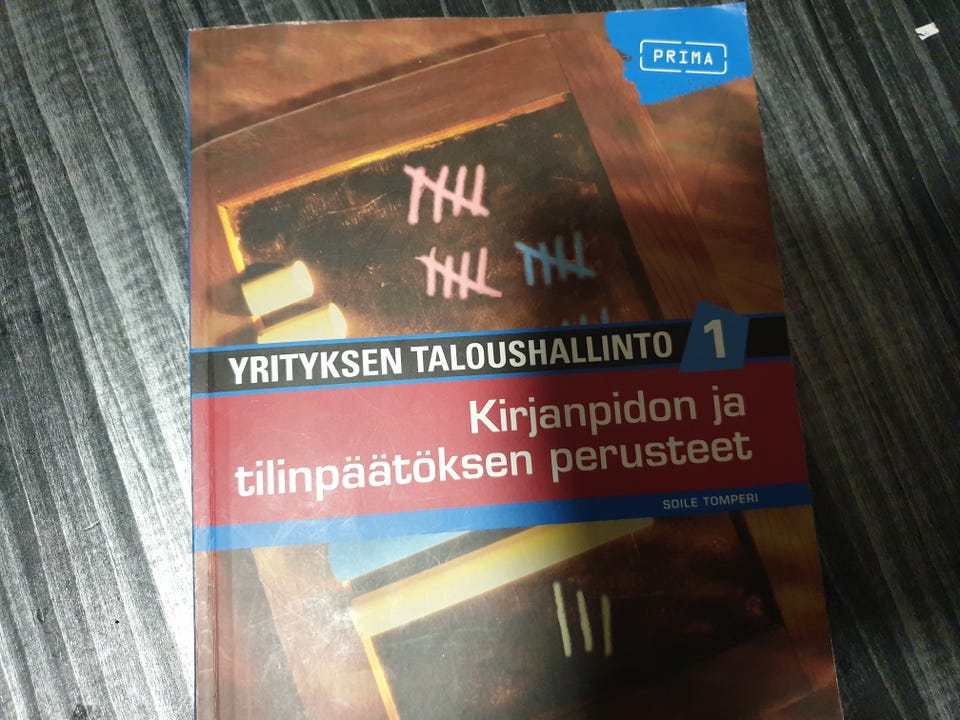 PRIMA
YRITYKSEN TALOUSHALLINTO 1
Kirjanpidon ja
tilinpäätöksen perusteet
SOILE TOMPERI